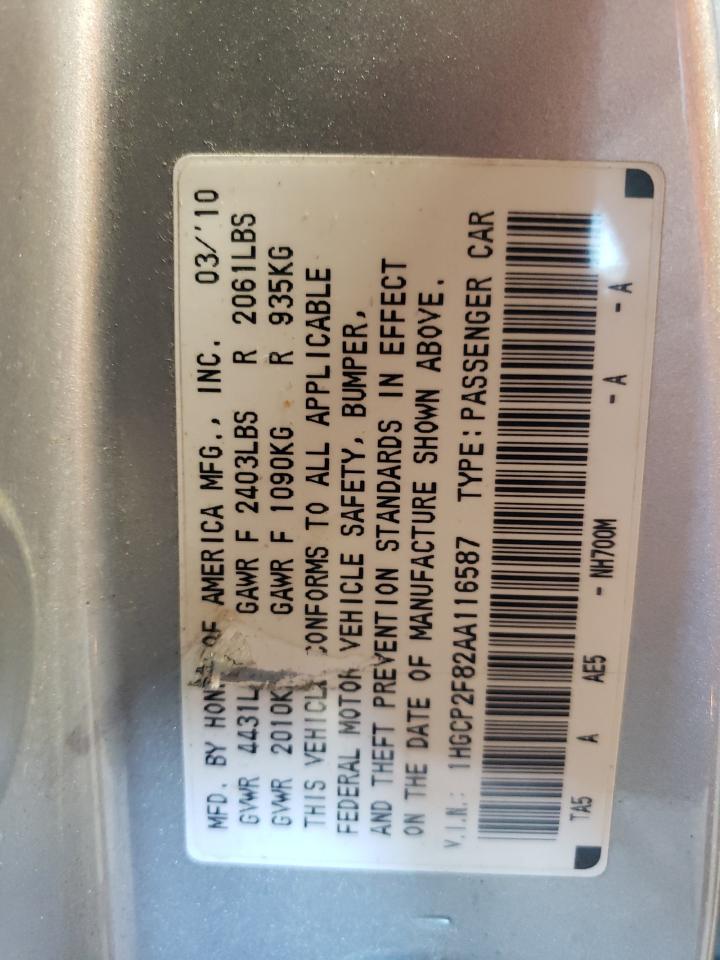 MFD. BY HON OF AMERICA MFG., INC. 03/'10
GVWR 4431L GAWR F 2403LBS R 2061LBS
GVWR 2010K GAWR F 1090KG R 935KG
THIS VEHICLE CONFORMS TO ALL APPLICABLE
FEDERAL MOTOR VEHICLE SAFETY, BUMPER,
AND THEFT PREVENTION STANDARDS IN EFFECT
ON THE DATE OF MANUFACTURE SHOWN ABOVE.
V.I.N.: 1HGCP2F82AA116587 TYPE: PASSENGER CAR
TA5 A AE5 - NH700M - A - A